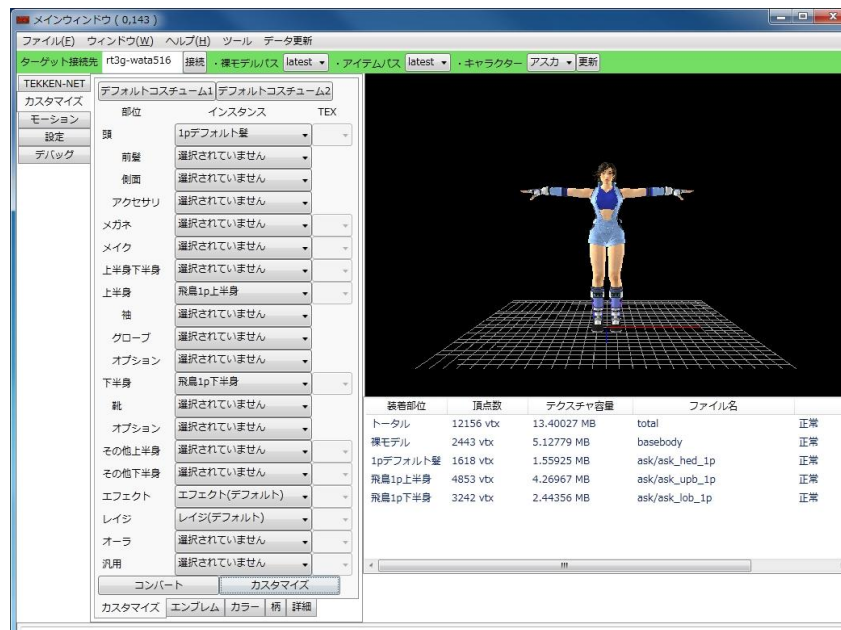 メインウィンドウ ( 0,143 )
ファイル(F) ウィンドウ(W) ヘルプ(H) ツール データ更新
ターゲット接続先 rt3g-wata516 接続 ・裸モデルパス latest ・アイテムパス latest ・キャラクター アスカ 更新
TEKKEN-NET
カスタマイズ
モーション
設定
デバッグ
デフォルトコスチューム1 デフォルトコスチューム2
部位 インスタンス TEX
頭 1pデフォルト髪
前髪 選択されていません
側面 選択されていません
アクセサリ 選択されていません
メガネ 選択されていません
メイク 選択されていません
上半身下半身 選択されていません
上半身 飛鳥1p上半身
袖 選択されていません
グローブ 選択されていません
オプション 選択されていません
下半身 飛鳥1p下半身
靴 選択されていません
オプション 選択されていません
その他上半身 選択されていません
その他下半身 選択されていません
エフェクト エフェクト(デフォルト)
レイジ レイジ(デフォルト)
オーラ 選択されていません
汎用 選択されていません
コンバート カスタマイズ
カスタマイズ エンブレム カラー 柄 詳細
装着部位 頂点数 テクスチャ容量 ファイル名
トータル 12156 vtx 13.40027 MB total 正常
裸モデル 2443 vtx 5.12779 MB basebody 正常
1pデフォルト髪 1618 vtx 1.55925 MB ask/ask_hed_1p 正常
飛鳥1p上半身 4853 vtx 4.26967 MB ask/ask_upb_1p 正常
飛鳥1p下半身 3242 vtx 2.44356 MB ask/ask_lob_1p 正常